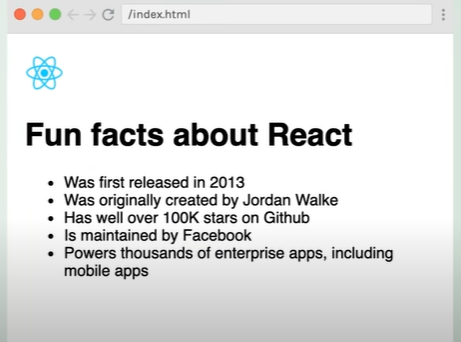 /index.html
Fun facts about React
Was first released in 2013
Was originally created by Jordan Walke
Has well over 100K stars on Github
Is maintained by Facebook
Powers thousands of enterprise apps, including
mobile apps